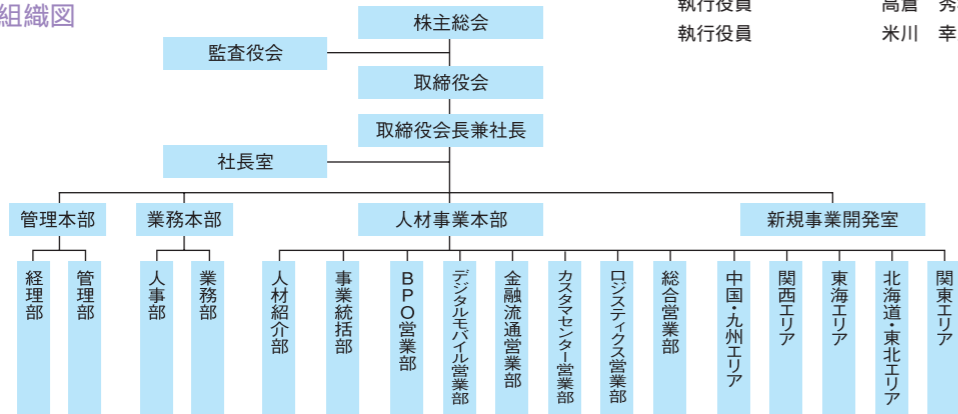 組織図
執行役員 高倉 秀
執行役員 米川 幸
株主総会
監査役会
取締役会
取締役会長兼社長
社長室
管理本部
業務本部
人材事業本部
新規事業開発室
経理部
管理部
人事部
業務部
人材紹介部
事業統括部
BPO営業部
デジタルモバイル営業部
金融流通営業部
カスタマセンター営業部
ロジスティクス営業部
総合営業部
中国・九州エリア
関西エリア
東海エリア
北海道・東北エリア
関東エリア